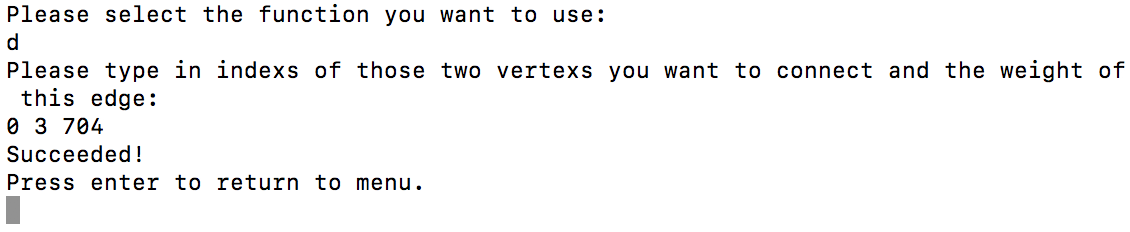 Please select the function you want to use:
d
Please type in indexs of those two vertexs you want to connect and the weight of
 this edge:
0 3 704
Succeeded!
Press enter to return to menu.